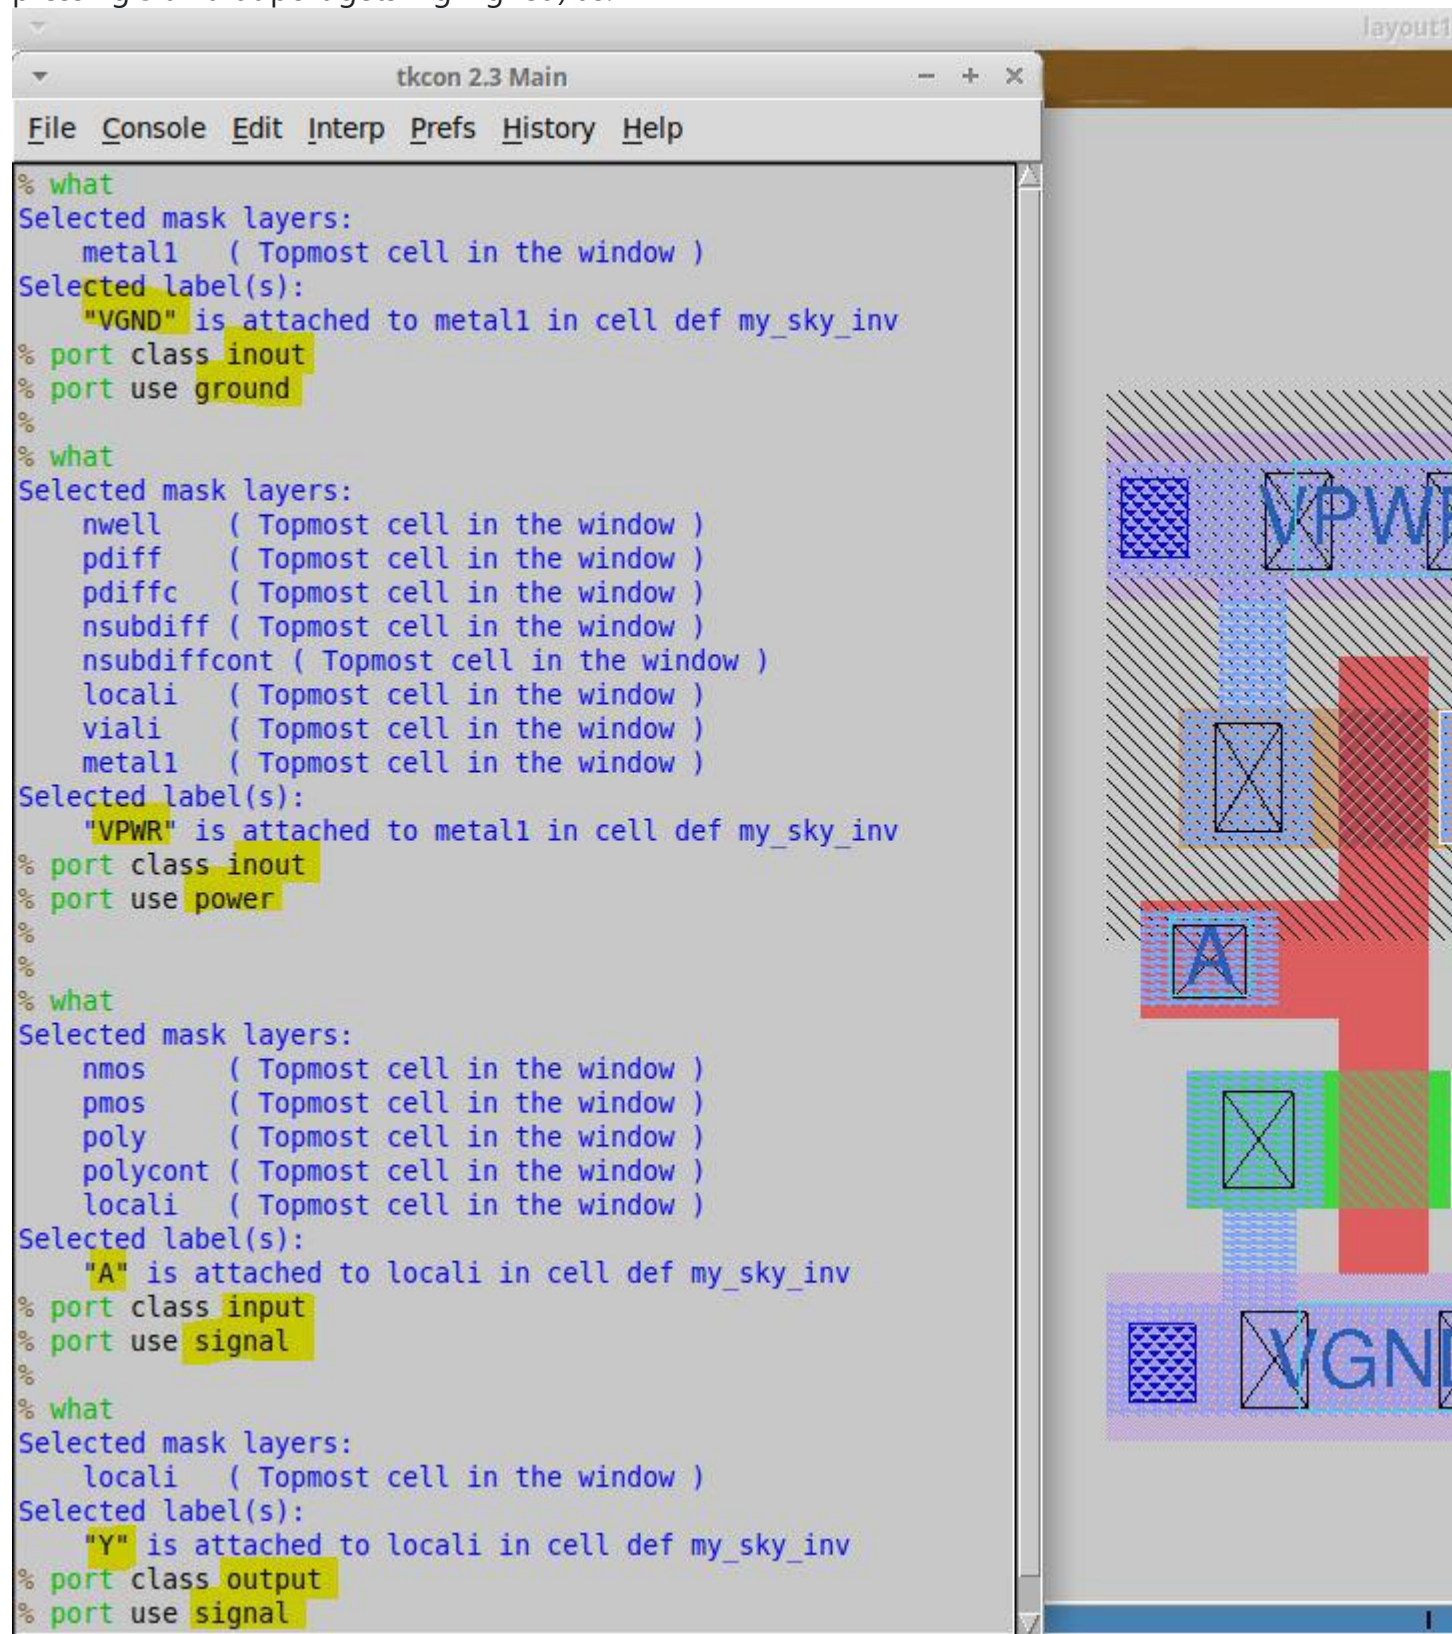 layout1
tkcon 2.3 Main
File Console Edit Interp Prefs History Help
% what
Selected mask layers:
metal1 ( Topmost cell in the window )
Selected label(s):
"VGND" is attached to metal1 in cell def my_sky_inv
% port class inout
% port use ground
%
% what
Selected mask layers:
nwell ( Topmost cell in the window )
pdiff ( Topmost cell in the window )
pdiffc ( Topmost cell in the window )
nsubdiff ( Topmost cell in the window )
nsubdiffcont ( Topmost cell in the window )
locali ( Topmost cell in the window )
viali ( Topmost cell in the window )
metal1 ( Topmost cell in the window )
Selected label(s):
"VPWR" is attached to metal1 in cell def my_sky_inv
% port class inout
% port use power
%
%
% what
Selected mask layers:
nmos ( Topmost cell in the window )
pmos ( Topmost cell in the window )
poly ( Topmost cell in the window )
polycont ( Topmost cell in the window )
locali ( Topmost cell in the window )
Selected label(s):
"A" is attached to locali in cell def my_sky_inv
% port class input
% port use signal
%
% what
Selected mask layers:
locali ( Topmost cell in the window )
Selected label(s):
"Y" is attached to locali in cell def my_sky_inv
% port class output
% port use signal
VPWR
A
VGND